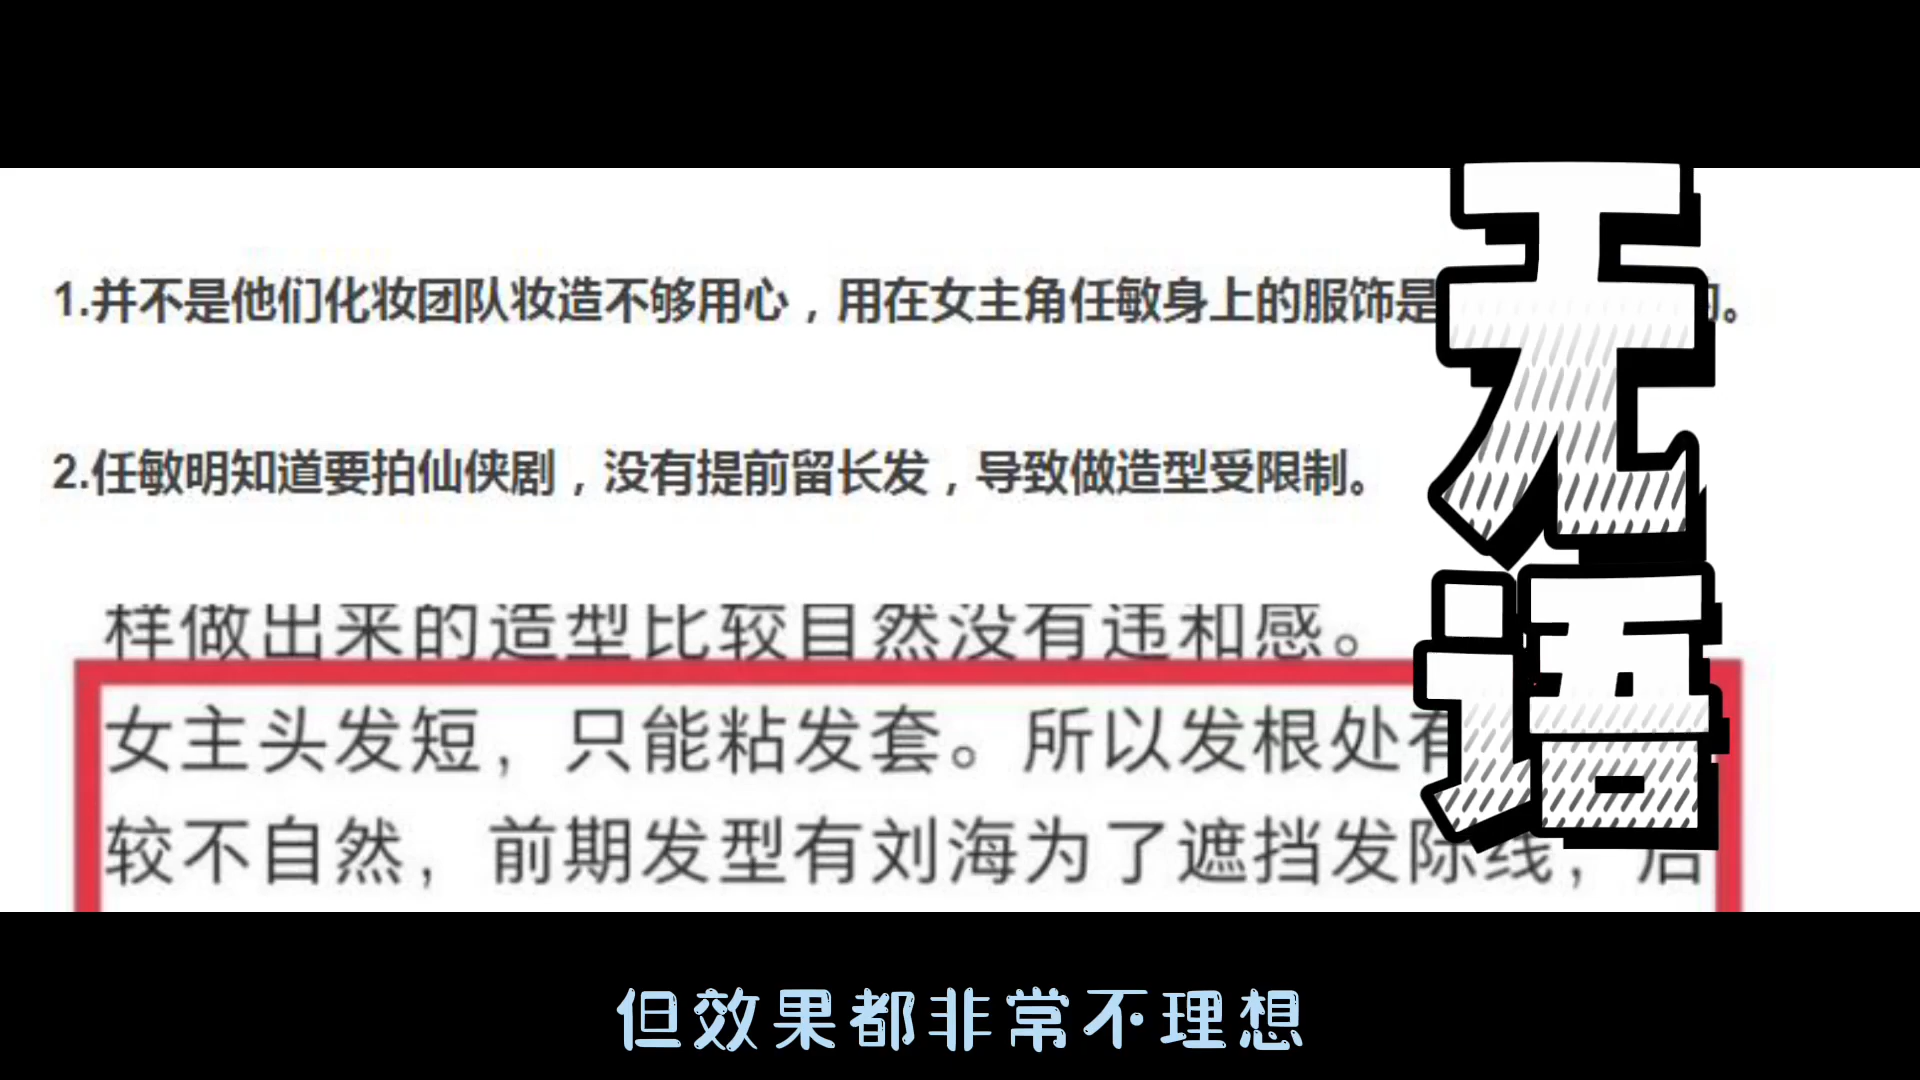 1.并不是他们化妆团队妆造不够用心，用在女主角任敏身上的服饰是
2.任敏明知道要拍仙侠剧，没有提前留长发，导致做造型受限制。
样做出来的造型比较自然没有违和感。
女主头发短，只能粘发套。所以发根处有
较不自然，前期发型有刘海为了遮挡发际线，后
无语
但效果都非常不理想